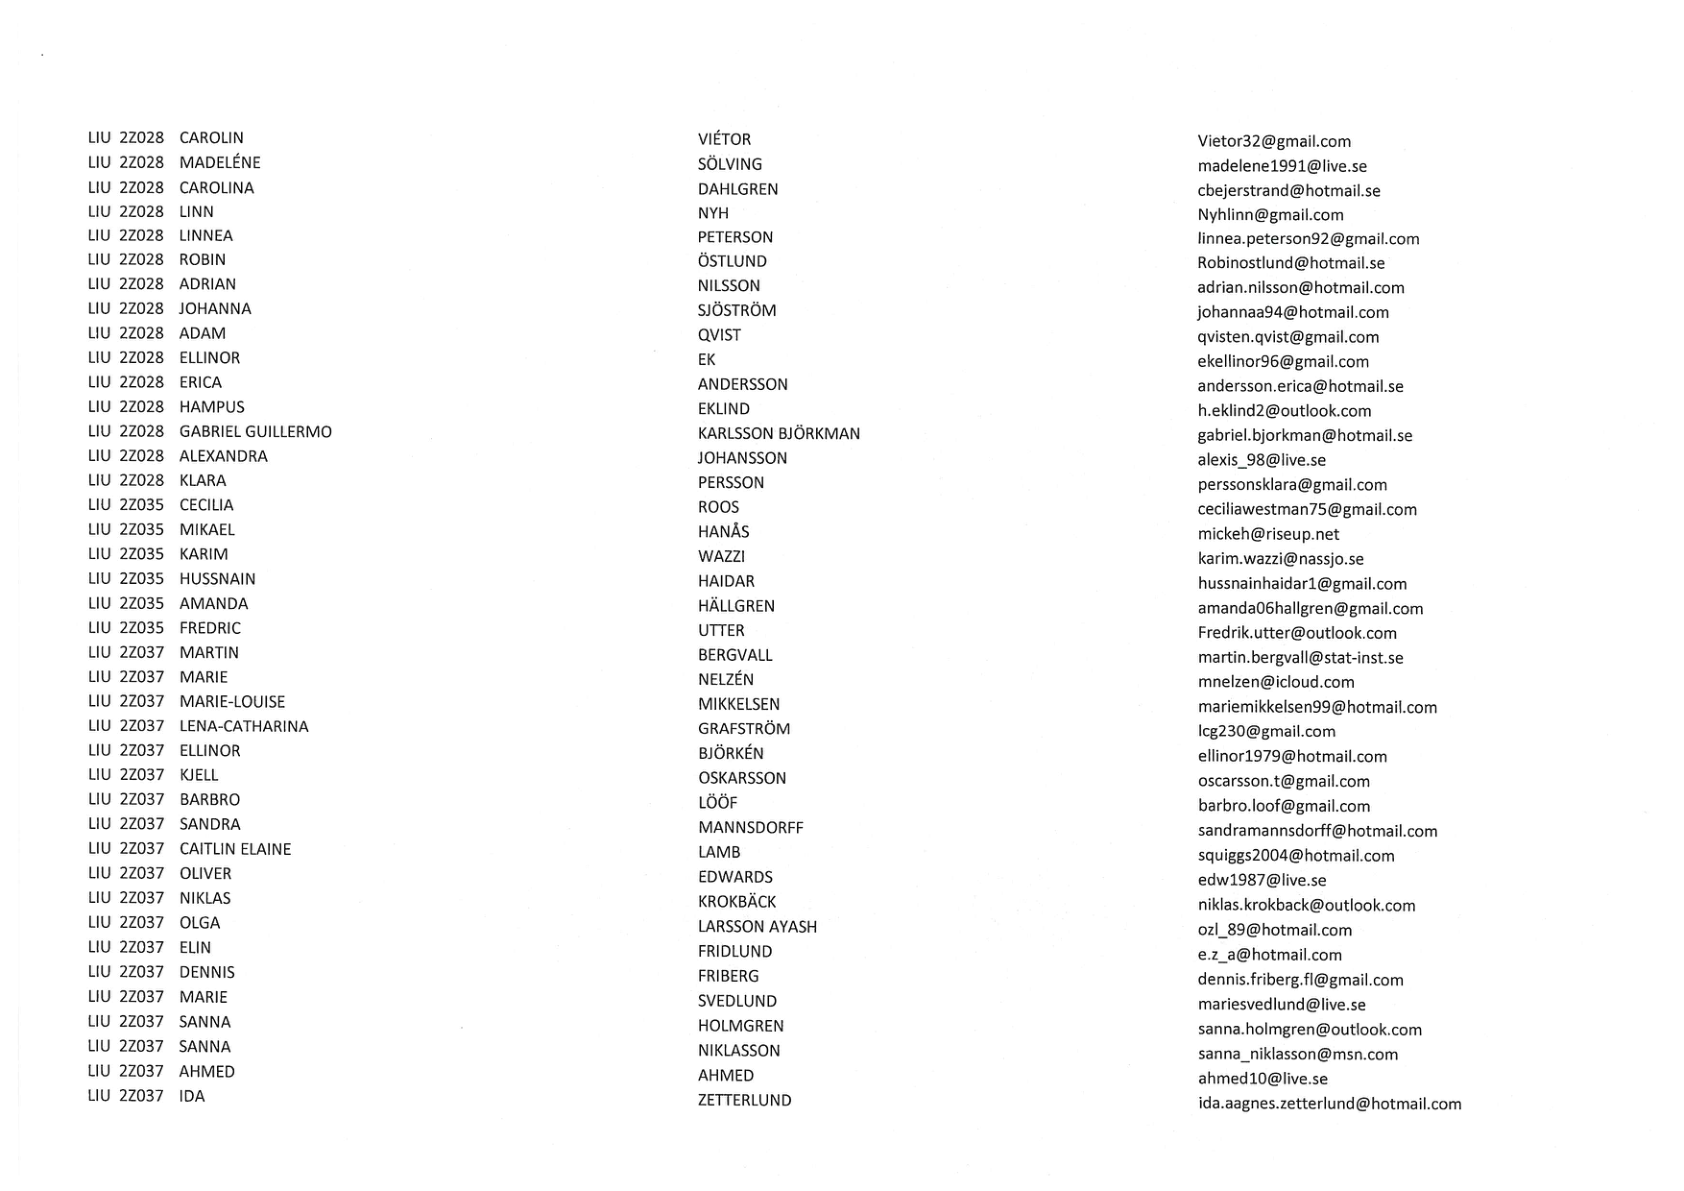 LIU 2Z028 CAROLIN VIÉTOR Vietor32@gmail.com
LIU 2Z028 MADELÉNE SÖLVING madelene1991@live.se
LIU 2Z028 CAROLINA DAHLGREN cbejerstrand@hotmail.se
LIU 2Z028 LINN NYH Nyhlinn@gmail.com
LIU 2Z028 LINNEA PETERSON linnea.peterson92@gmail.com
LIU 2Z028 ROBIN ÖSTLUND Robinostlund@hotmail.se
LIU 2Z028 ADRIAN NILSSON adrian.nilsson@hotmail.com
LIU 2Z028 JOHANNA SJÖSTRÖM johannaa94@hotmail.com
LIU 2Z028 ADAM QVIST qvisten.qvist@gmail.com
LIU 2Z028 ELLINOR EK ekellinor96@gmail.com
LIU 2Z028 ERICA ANDERSSON andersson.erica@hotmail.se
LIU 2Z028 HAMPUS EKLIND h.eklind2@outlook.com
LIU 2Z028 GABRIEL GUILLERMO KARLSSON BJÖRKMAN gabriel.bjorkman@hotmail.se
LIU 2Z028 ALEXANDRA JOHANSSON alexis_98@live.se
LIU 2Z028 KLARA PERSSON perssonsklara@gmail.com
LIU 2Z035 CECILIA ROOS ceciliawestman75@gmail.com
LIU 2Z035 MIKAEL HANÅS mickeh@riseup.net
LIU 2Z035 KARIM WAZZI karim.wazzi@nassjo.se
LIU 2Z035 HUSSNAIN HAIDAR hussnainhaidar1@gmail.com
LIU 2Z035 AMANDA HÄLLGREN amanda06hallgren@gmail.com
LIU 2Z035 FREDRIC UTTER Fredrik.utter@outlook.com
LIU 2Z037 MARTIN BERGVALL martin.bergvall@stat-inst.se
LIU 2Z037 MARIE NELZÉN mnelzen@icloud.com
LIU 2Z037 MARIE-LOUISE MIKKELSEN mariemikkelsen99@hotmail.com
LIU 2Z037 LENA-CATHARINA GRAFSTRÖM lcg230@gmail.com
LIU 2Z037 ELLINOR BJÖRKÉN ellinor1979@hotmail.com
LIU 2Z037 KJELL OSKARSSON oscarsson.t@gmail.com
LIU 2Z037 BARBRO LÖÖF barbro.loof@gmail.com
LIU 2Z037 SANDRA MANNSDORFF sandramannsdorff@hotmail.com
LIU 2Z037 CAITLIN ELAINE LAMB squiggs2004@hotmail.com
LIU 2Z037 OLIVER EDWARDS edw1987@live.se
LIU 2Z037 NIKLAS KROKBÄCK niklas.krokback@outlook.com
LIU 2Z037 OLGA LARSSON AYASH ozl_89@hotmail.com
LIU 2Z037 ELIN FRIDLUND e.z_a@hotmail.com
LIU 2Z037 DENNIS FRIBERG dennis.friberg.fl@gmail.com
LIU 2Z037 MARIE SVEDLUND mariesvedlund@live.se
LIU 2Z037 SANNA HOLMGREN sanna.holmgren@outlook.com
LIU 2Z037 SANNA NIKLASSON sanna_niklasson@msn.com
LIU 2Z037 AHMED AHMED ahmed10@live.se
LIU 2Z037 IDA ZETTERLUND ida.aagnes.zetterlund@hotmail.com